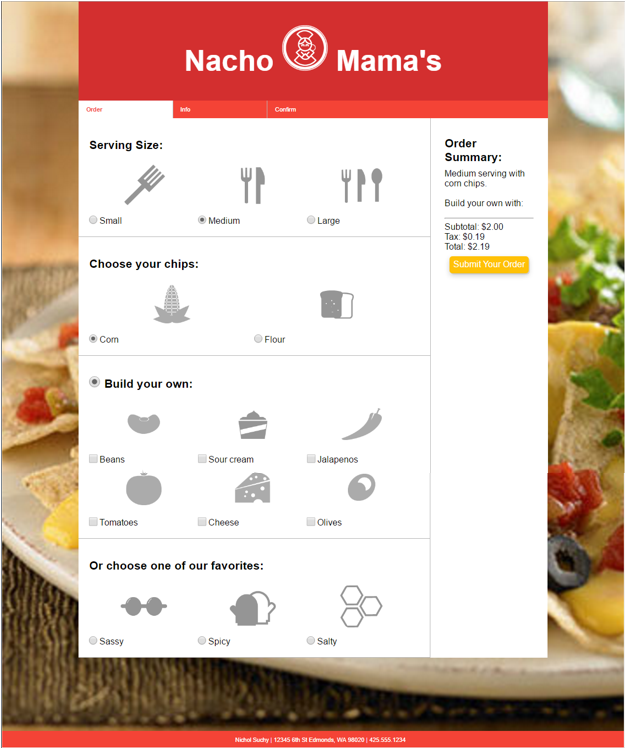 Nacho Mama's
Order Info Confirm
Serving Size:
Small Medium Large
Choose your chips:
Corn Flour
Build your own:
Beans Sour cream Jalapenos
Tomatoes Cheese Olives
Or choose one of our favorites:
Sassy Spicy Salty
Order
Summary:
Medium serving with
corn chips.
Build your own with:
Subtotal: $2.00
Tax: $0.19
Total: $2.19
Submit Your Order
Nichol Suchy | 12345 6th St Edmonds, WA 98020 | 425.555.1234